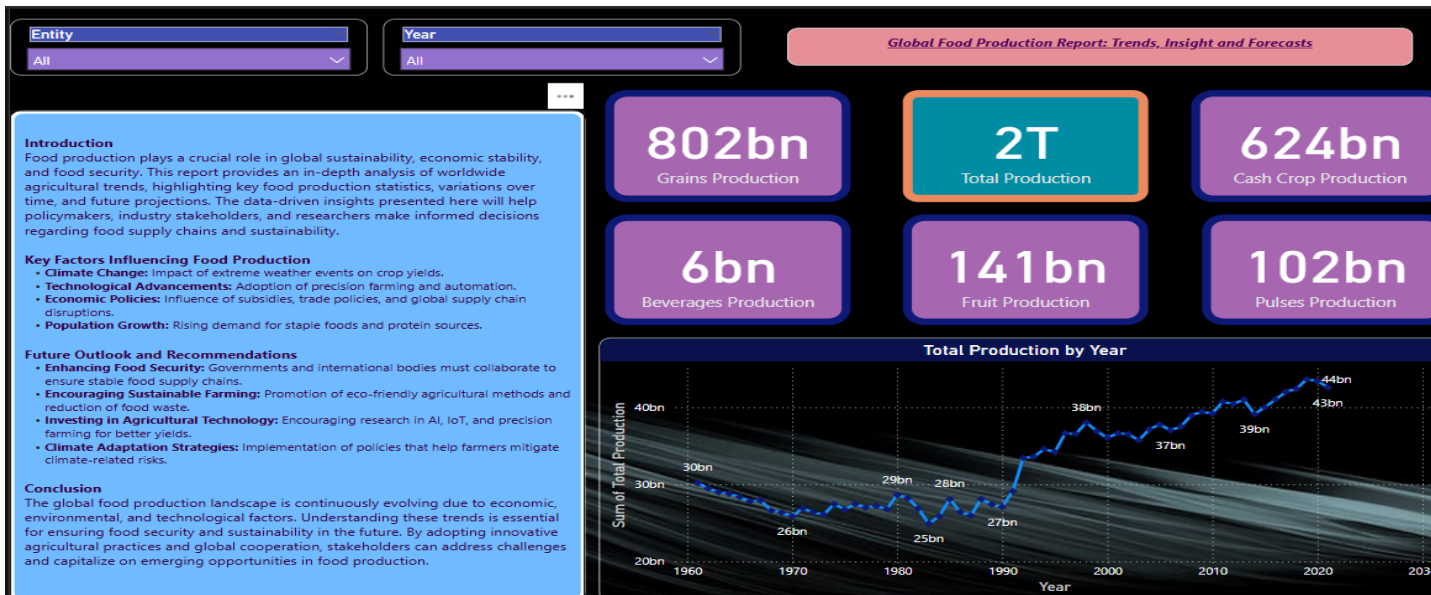 Entity
All
Year
All
Global Food Production Report: Trends, Insight and Forecasts
Introduction
Food production plays a crucial role in global sustainability, economic stability,
and food security. This report provides an in-depth analysis of worldwide
agricultural trends, highlighting key food production statistics, variations over
time, and future projections. The data-driven insights presented here will help
policymakers, industry stakeholders, and researchers make informed decisions
regarding food supply chains and sustainability.
Key Factors Influencing Food Production
• Climate Change: Impact of extreme weather events on crop yields.
• Technological Advancements: Adoption of precision farming and automation.
• Economic Policies: Influence of subsidies, trade policies, and global supply chain
disruptions.
• Population Growth: Rising demand for staple foods and protein sources.
Future Outlook and Recommendations
• Enhancing Food Security: Governments and international bodies must collaborate to
ensure stable food supply chains.
• Encouraging Sustainable Farming: Promotion of eco-friendly agricultural methods and
reduction of food waste.
• Investing in Agricultural Technology: Encouraging research in AI, IoT, and precision
farming for better yields.
• Climate Adaptation Strategies: Implementation of policies that help farmers mitigate
climate-related risks.
Conclusion
The global food production landscape is continuously evolving due to economic,
environmental, and technological factors. Understanding these trends is essential
for ensuring food security and sustainability in the future. By adopting innovative
agricultural practices and global cooperation, stakeholders can address challenges
and capitalize on emerging opportunities in food production.
802bn
Grains Production
2T
Total Production
624bn
Cash Crop Production
6bn
Beverages Production
141bn
Fruit Production
102bn
Pulses Production
Total Production by Year
Sum of Total Production
40bn
30bn
20bn
30bn
26bn
29bn
25bn
28bn
27bn
38bn
37bn
39bn
44bn
43bn
1960
1970
1980
1990
2000
2010
2020
Year